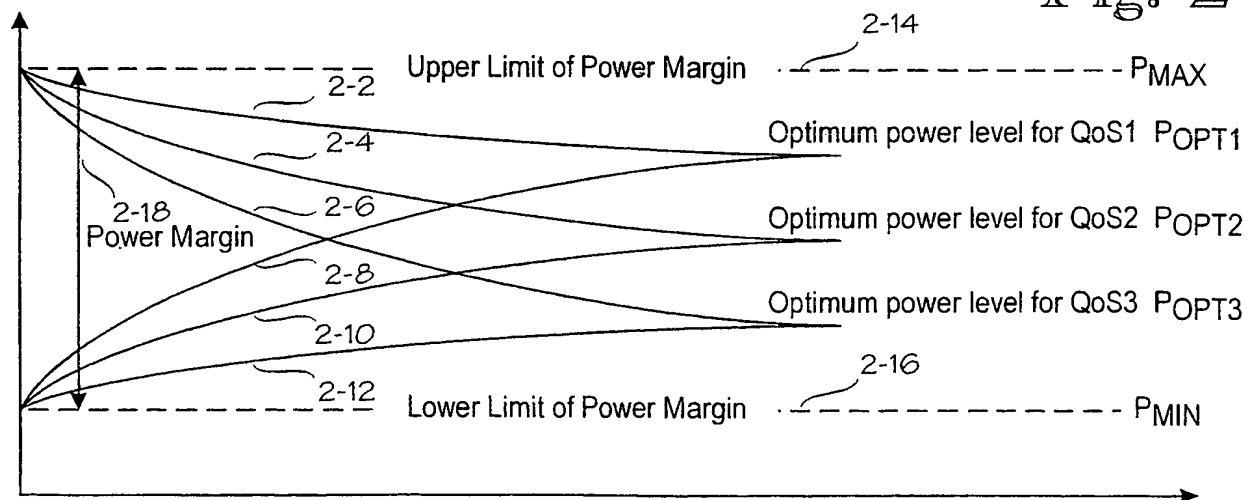 Fig. 2
2-14
Upper Limit of Power Margin
PMAX
2-2
Optimum power level for QoS1 POPT1
2-4
2-6
2-18
Power Margin
Optimum power level for QoS2 POPT2
2-8
Optimum power level for QoS3 POPT3
2-10
2-12
2-16
Lower Limit of Power Margin
PMIN